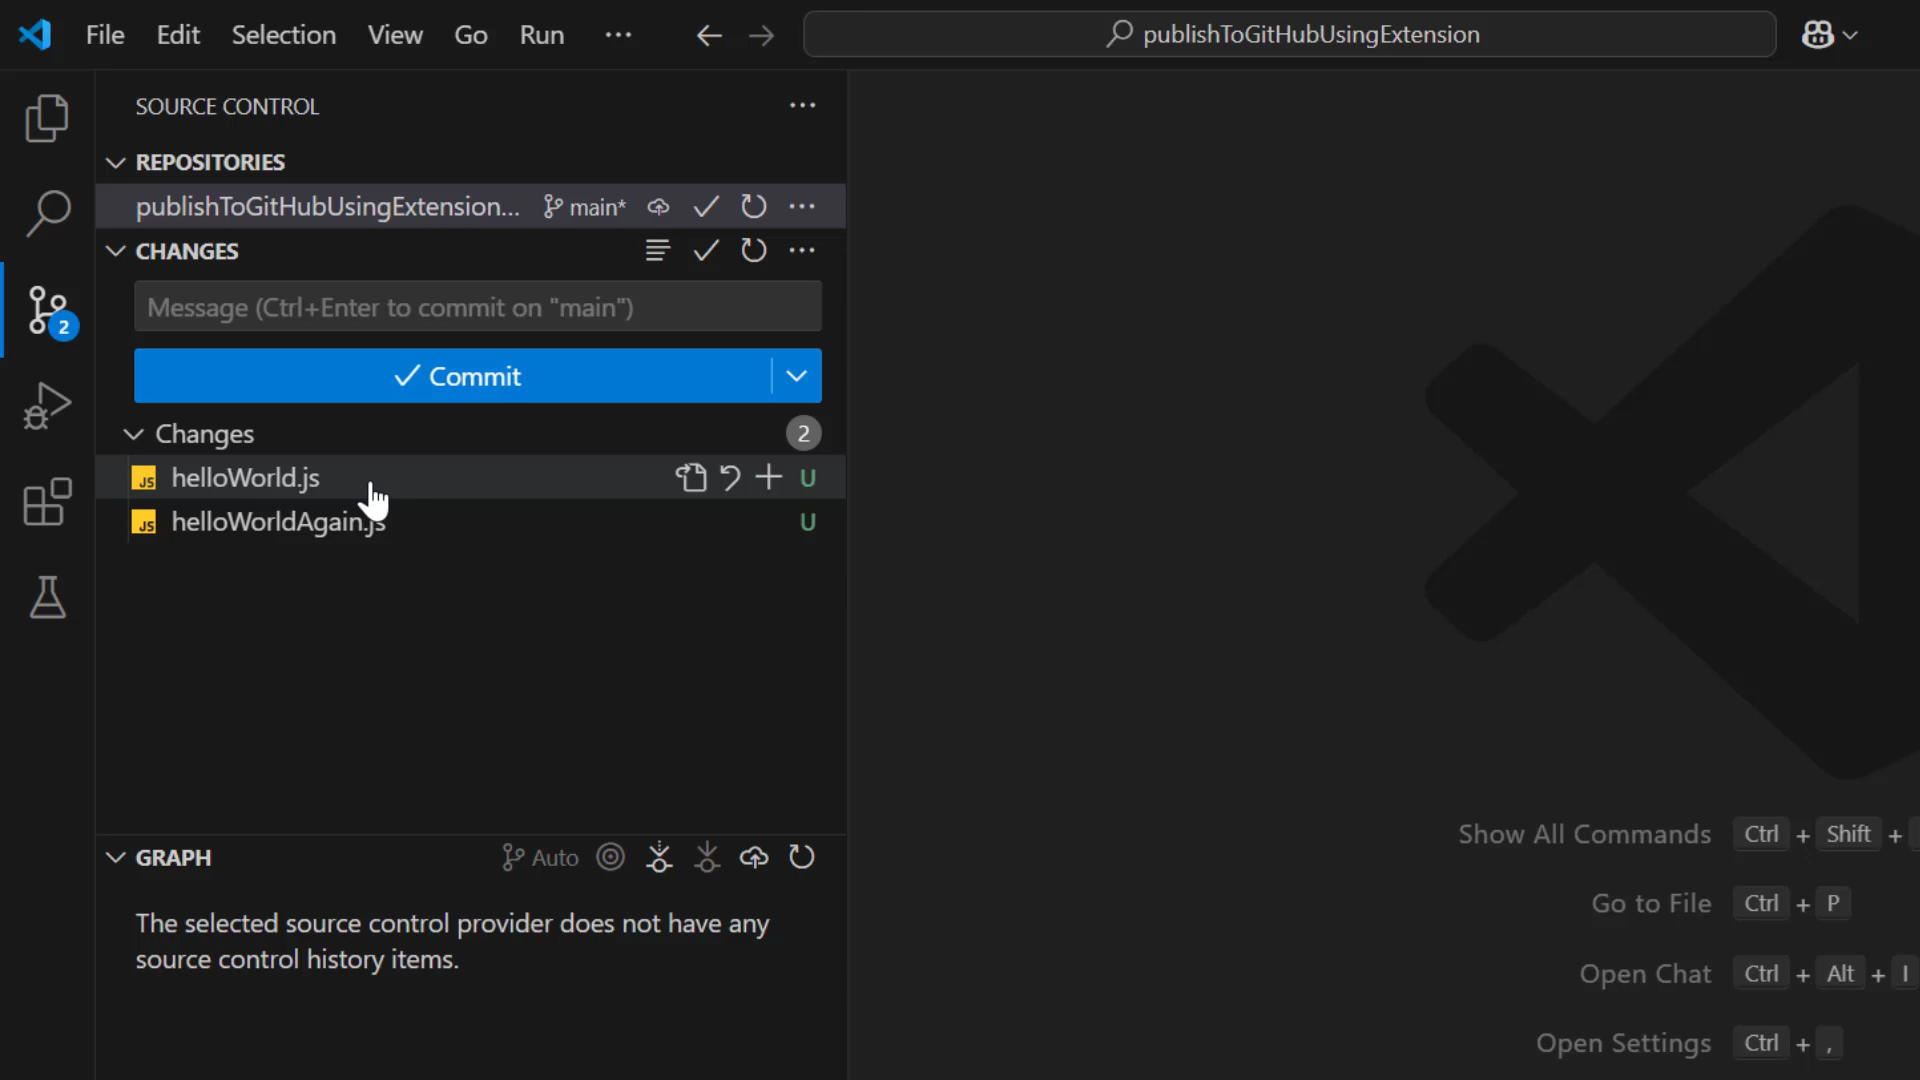 File Edit Selection View Go Run ··· publishToGitHubUsingExtension
SOURCE CONTROL
REPOSITORIES
publishToGitHubUsingExtension... main*
CHANGES
Message (Ctrl+Enter to commit on "main")
Commit
Changes 2
JS helloWorld.js U
JS helloWorldAgain.js U
2
GRAPH Auto
The selected source control provider does not have any
source control history items.
Show All Commands Ctrl + Shift +
Go to File Ctrl + P
Open Chat Ctrl + Alt + I
Open Settings Ctrl + ,